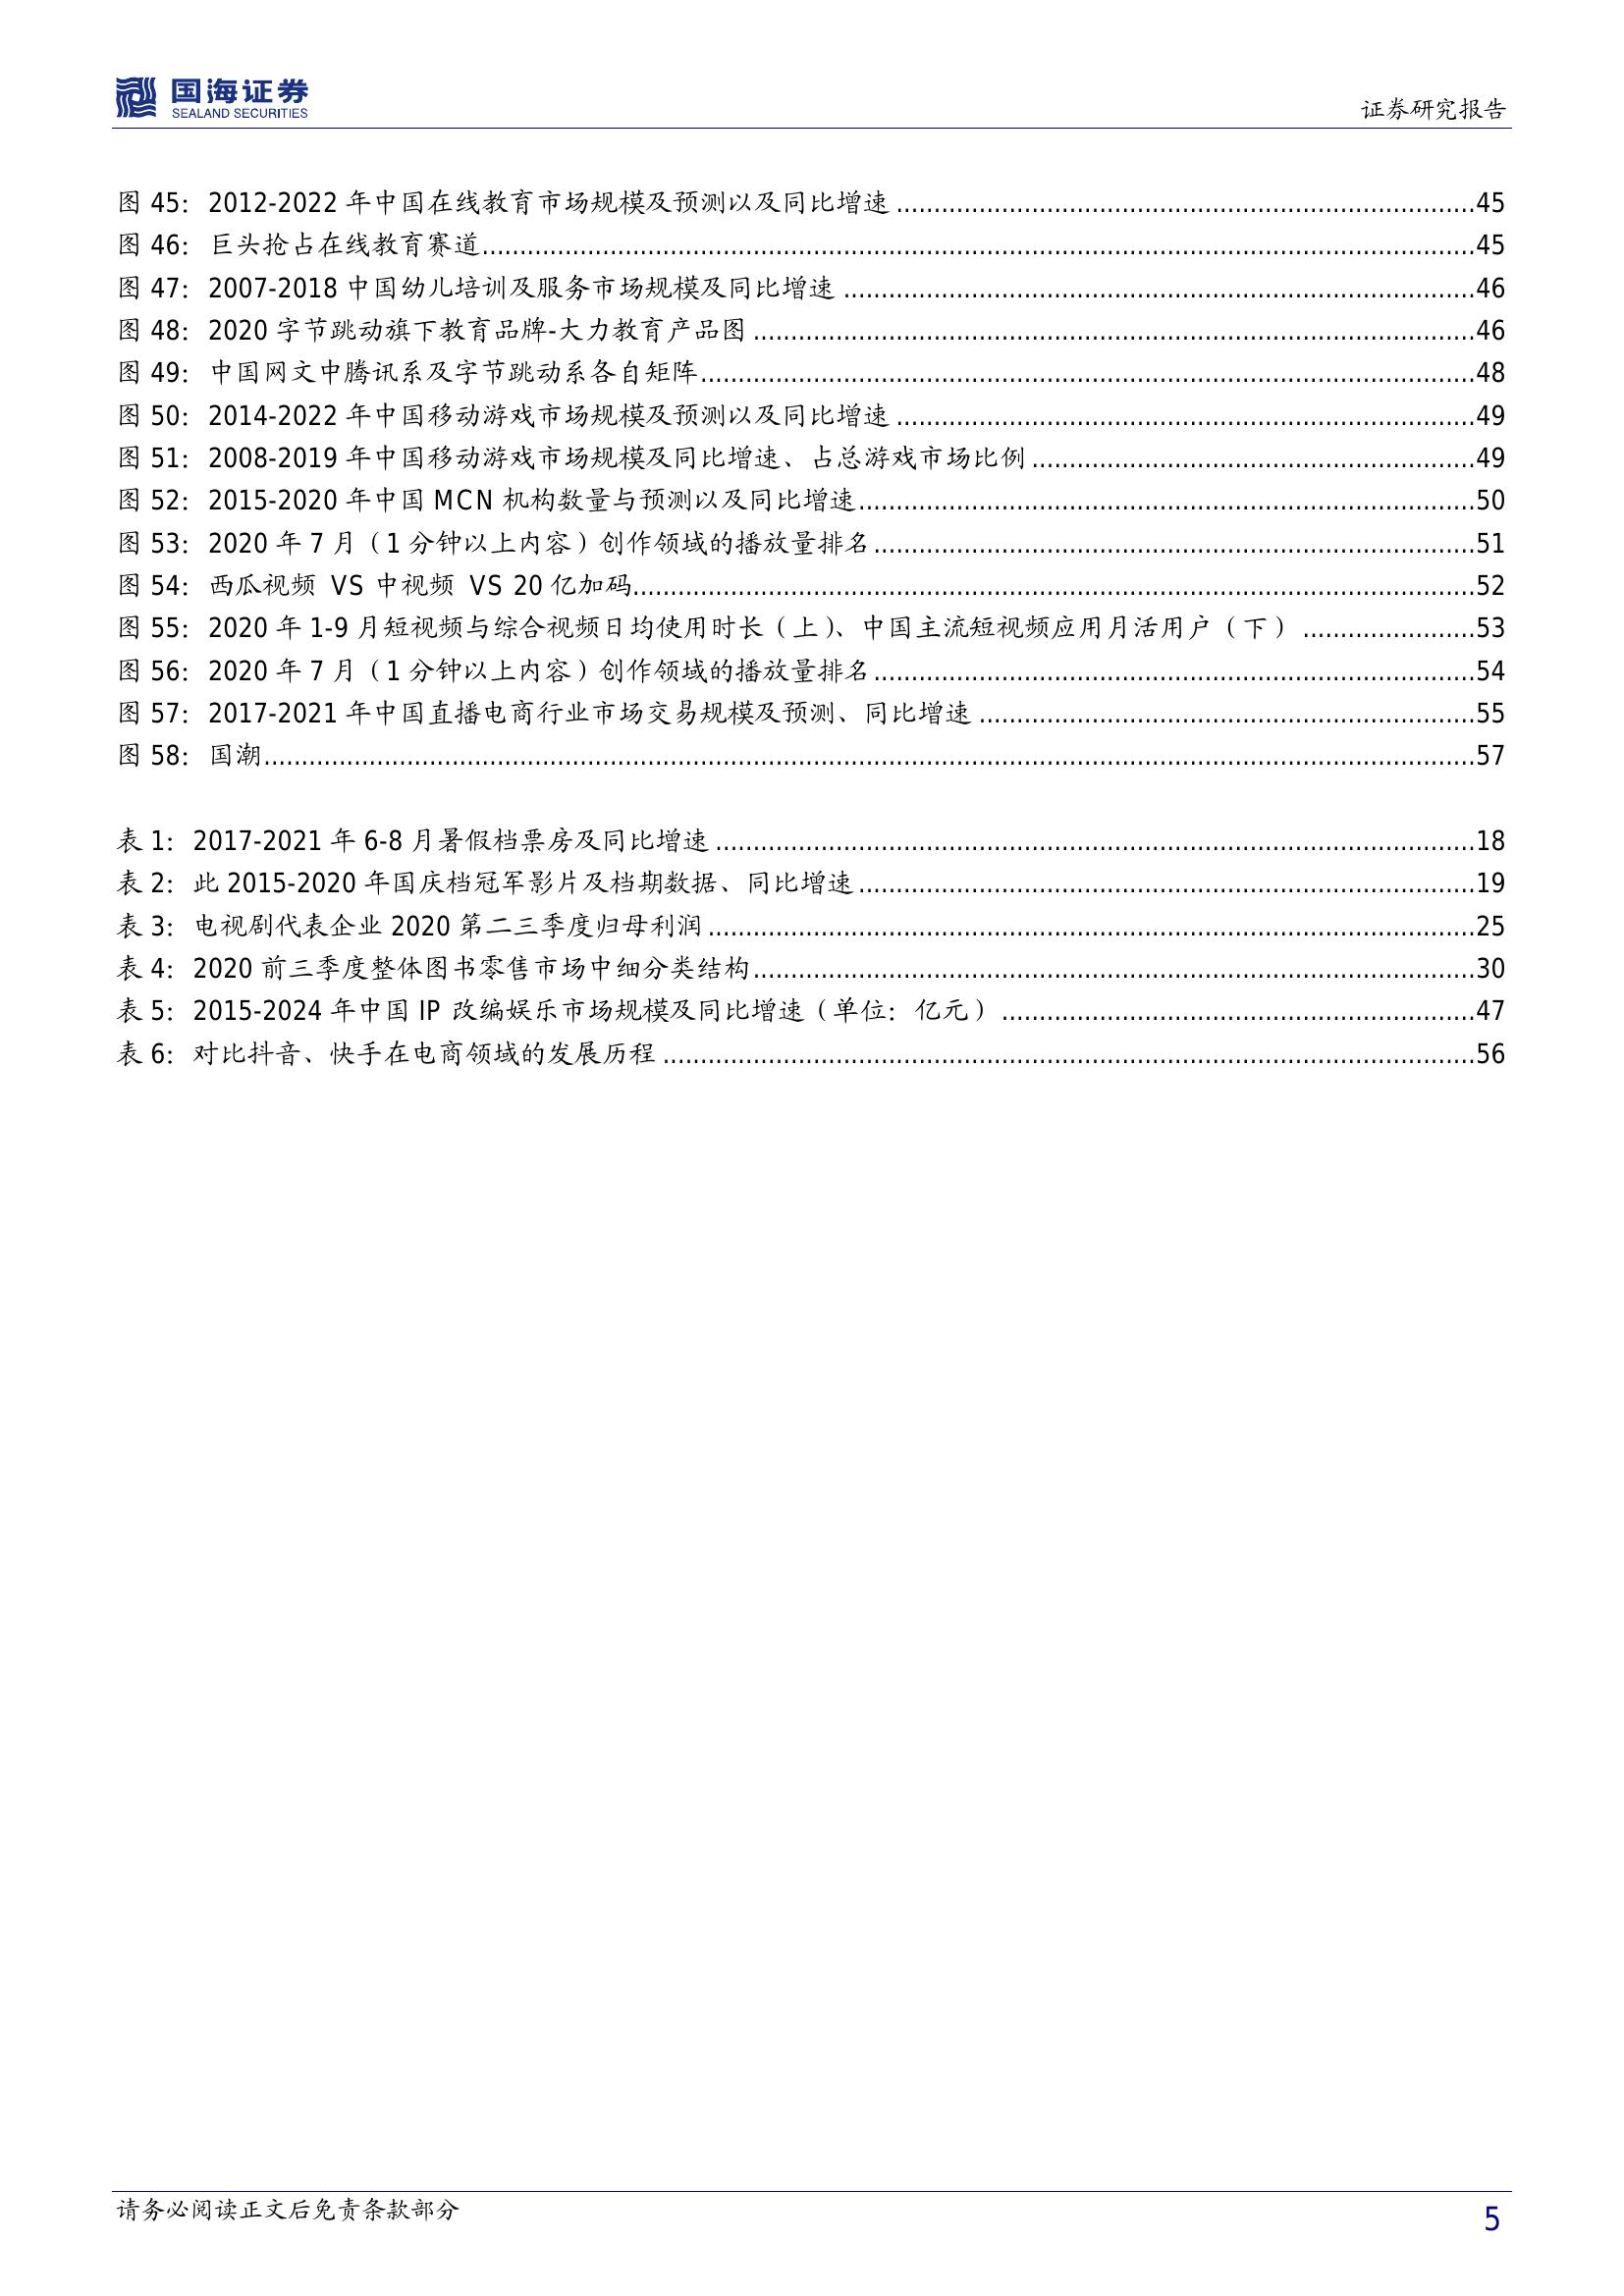 国海证券
SEALAND SECURITIES
证券研究报告
图 45：2012-2022 年中国在线教育市场规模及预测以及同比增速......45
图 46：巨头抢占在线教育赛道......45
图 47：2007-2018 中国幼儿培训及服务市场规模及同比增速......46
图 48：2020 字节跳动旗下教育品牌-大力教育产品图......46
图 49：中国网文中腾讯系及字节跳动系各自矩阵......48
图 50：2014-2022 年中国移动游戏市场规模及预测以及同比增速......49
图 51：2008-2019 年中国移动游戏市场规模及同比增速、占总游戏市场比例......49
图 52：2015-2020 年中国 MCN 机构数量与预测以及同比增速......50
图 53：2020 年 7 月（1 分钟以上内容）创作领域的播放量排名......51
图 54：西瓜视频 VS 中视频 VS 20 亿加码......52
图 55：2020 年 1-9 月短视频与综合视频日均使用时长（上）、中国主流短视频应用月活用户（下）......53
图 56：2020 年 7 月（1 分钟以上内容）创作领域的播放量排名......54
图 57：2017-2021 年中国直播电商行业市场交易规模及预测、同比增速......55
图 58：国潮......57
表 1：2017-2021 年 6-8 月暑假档票房及同比增速......18
表 2：此 2015-2020 年国庆档冠军影片及档期数据、同比增速......19
表 3：电视剧代表企业 2020 第二三季度归母利润......25
表 4：2020 前三季度整体图书零售市场中细分类结构......30
表 5：2015-2024 年中国 IP 改编娱乐市场规模及同比增速（单位：亿元）......47
表 6：对比抖音、快手在电商领域的发展历程......56
请务必阅读正文后免责条款部分
5